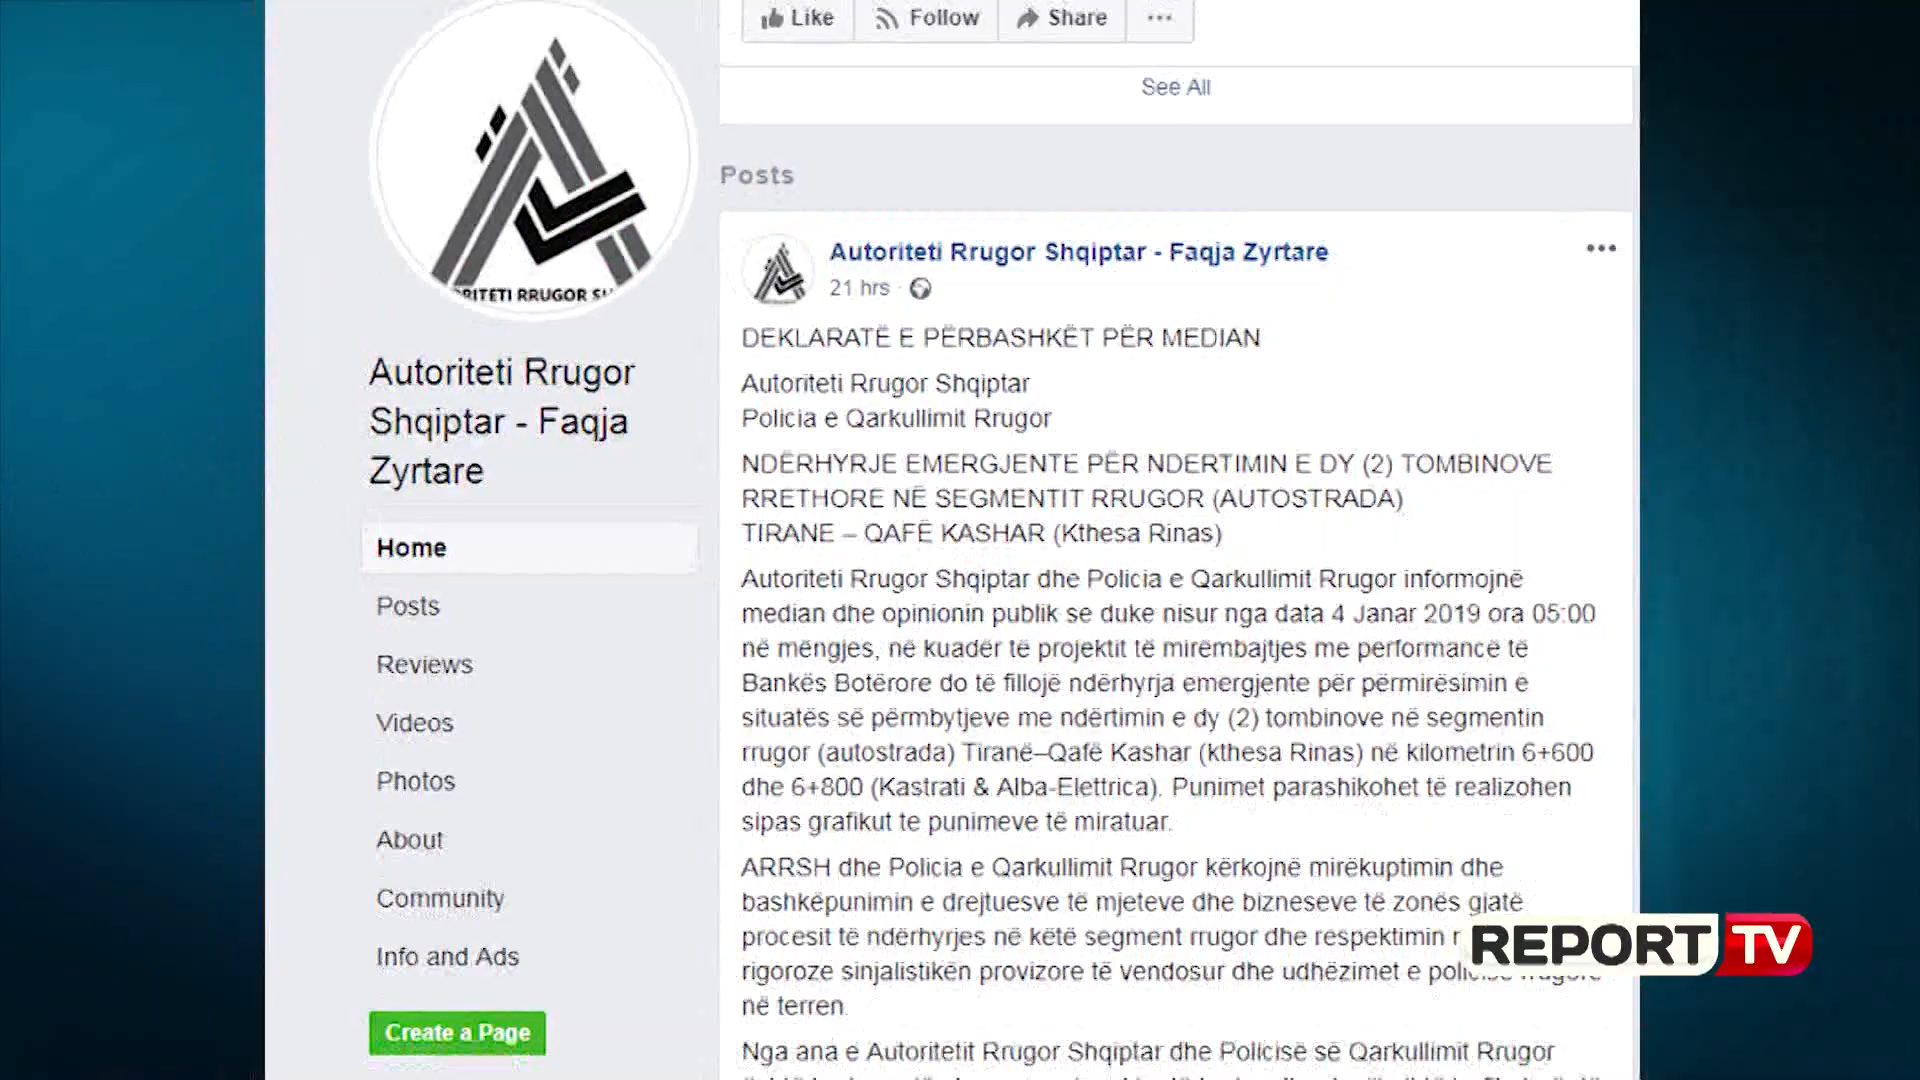 Like
Follow
Share
See All
RITETI RRUGOR
Autoriteti Rrugor
Shqiptar - Faqja
Zyrtare
Home
Posts
Reviews
Videos
Photos
About
Community
Info and Ads
Create a Page
Posts
Autoriteti Rrugor Shqiptar - Faqja Zyrtare
21 hrs ·
DEKLARATË E PËRBASHKËT PËR MEDIAN
Autoriteti Rrugor Shqiptar
Policia e Qarkullimit Rrugor
NDËRHYRJE EMERGJENTE PËR NDERTIMIN E DY (2) TOMBINOVE
RRETHORE NË SEGMENTIT RRUGOR (AUTOSTRADA)
TIRANE – QAFË KASHAR (Kthesa Rinas)
Autoriteti Rrugor Shqiptar dhe Policia e Qarkullimit Rrugor informojnë
median dhe opinionin publik se duke nisur nga data 4 Janar 2019 ora 05:00
në mëngjes, në kuadër të projektit të mirëmbajtjes me performancë të
Bankës Botërore do të fillojë ndërhyrja emergjente për përmirësimin e
situatës së përmbytjeve me ndërtimin e dy (2) tombinove në segmentin
rrugor (autostrada) Tiranë–Qafë Kashar (kthesa Rinas) në kilometrin 6+600
dhe 6+800 (Kastrati & Alba-Elettrica). Punimet parashikohet të realizohen
sipas grafikut te punimeve të miratuar.
ARRSH dhe Policia e Qarkullimit Rrugor kërkojnë mirëkuptimin dhe
bashkëpunimin e drejtuesve të mjeteve dhe bizneseve të zonës gjatë
procesit të ndërhyrjes në këtë segment rrugor dhe respektimin
rigoroze sinjalistikën provizore të vendosur dhe udhëzimet e policisë rrugore
në terren.
Nga ana e Autoritetit Rrugor Shqiptar dhe Policisë së Qarkullimit Rrugor
REPORT TV